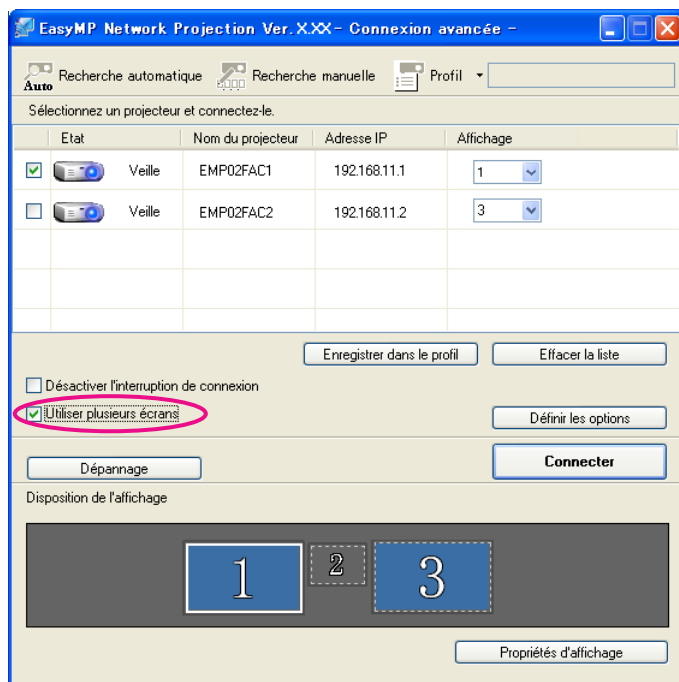 EasyMP Network Projection Ver.X.XX- Connexion avancée -
Auto Recherche automatique Recherche manuelle Profil
Sélectionnez un projecteur et connectez-le.
Etat Nom du projecteur Adresse IP Affichage
Veille EMP02FAC1 192.168.11.1 1
Veille EMP02FAC2 192.168.11.2 3
Enregistrer dans le profil Effacer la liste
Désactiver l'interruption de connexion
Utiliser plusieurs écrans
Définir les options
Dépannage Connecter
Disposition de l'affichage
1 2 3
Propriétés d'affichage